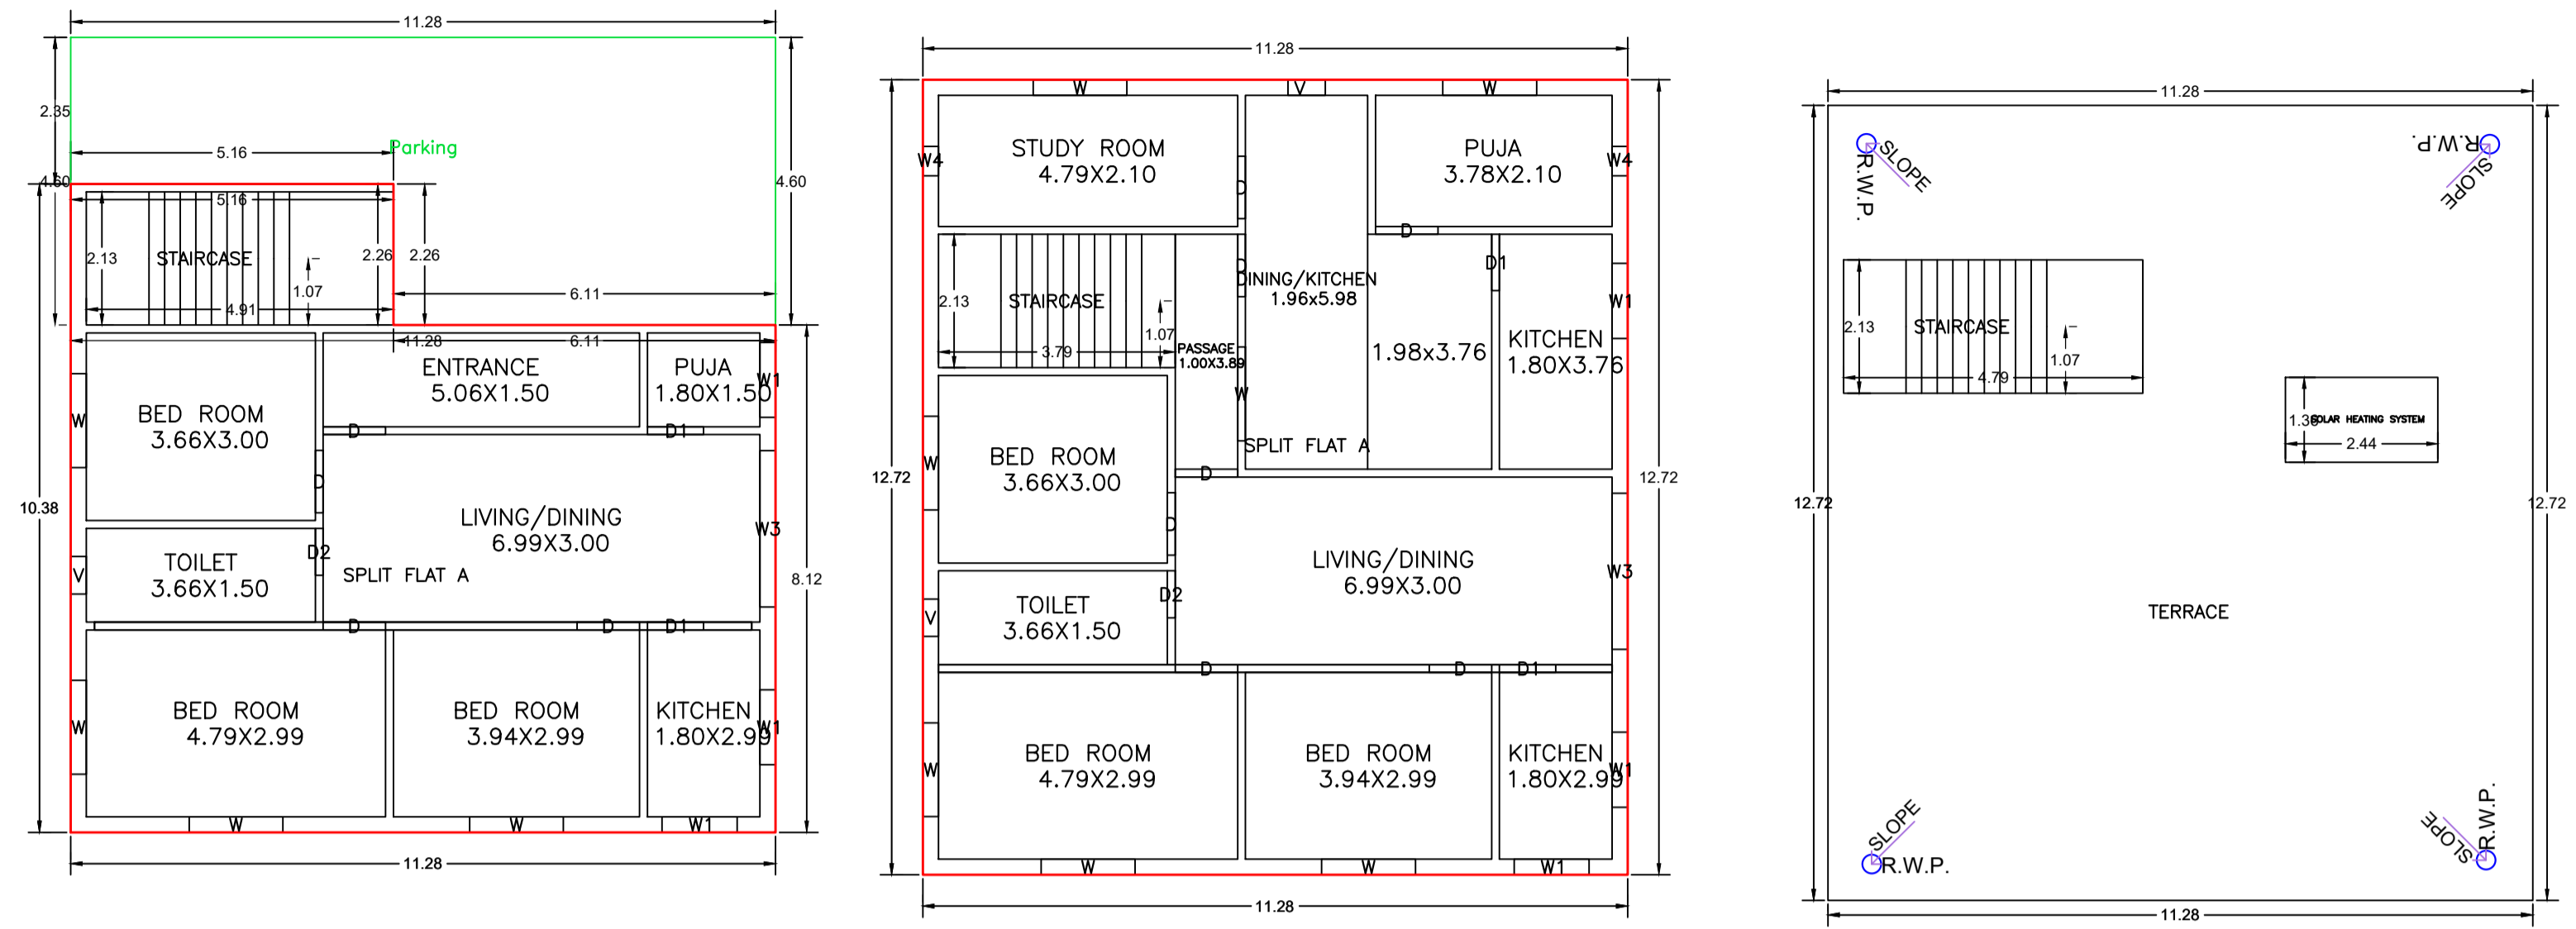 11.28
2.35
5.16
Parking
4.60
4.60
5.16
2.13
STAIRCASE
2.26
2.26
1.07
6.11
4.91
11.28
6.11
ENTRANCE
5.06X1.50
PUJA
1.80X1.50
W1
BED ROOM
3.66X3.00
W
D
D1
D
10.38
LIVING/DINING
6.99X3.00
W3
D2
TOILET
3.66X1.50
V
SPLIT FLAT A
8.12
D
D
D1
BED ROOM
4.79X2.99
W
BED ROOM
3.94X2.99
KITCHEN
1.80X2.99
W1
W
W
W1
11.28
11.28
W
V
W
STUDY ROOM
4.79X2.10
W4
D
PUJA
3.78X2.10
W4
D
D
D1
DINING/KITCHEN
1.96x5.98
STAIRCASE
2.13
1.07
3.79
W1
PASSAGE
1.00X3.89
1.98x3.76
KITCHEN
1.80X3.76
W
SPLIT FLAT A
BED ROOM
3.66X3.00
W
D
D
12.72
12.72
LIVING/DINING
6.99X3.00
W3
D2
TOILET
3.66X1.50
V
D
D
D1
BED ROOM
4.79X2.99
W
BED ROOM
3.94X2.99
KITCHEN
1.80X2.99
W1
W
W
W1
11.28
11.28
SLOPE
R.W.P.
R.W.P.
SLOPE
STAIRCASE
2.13
1.07
4.79
SOLAR HEATING SYSTEM
2.44
12.72
12.72
TERRACE
SLOPE
R.W.P.
SLOPE
R.W.P.
11.28